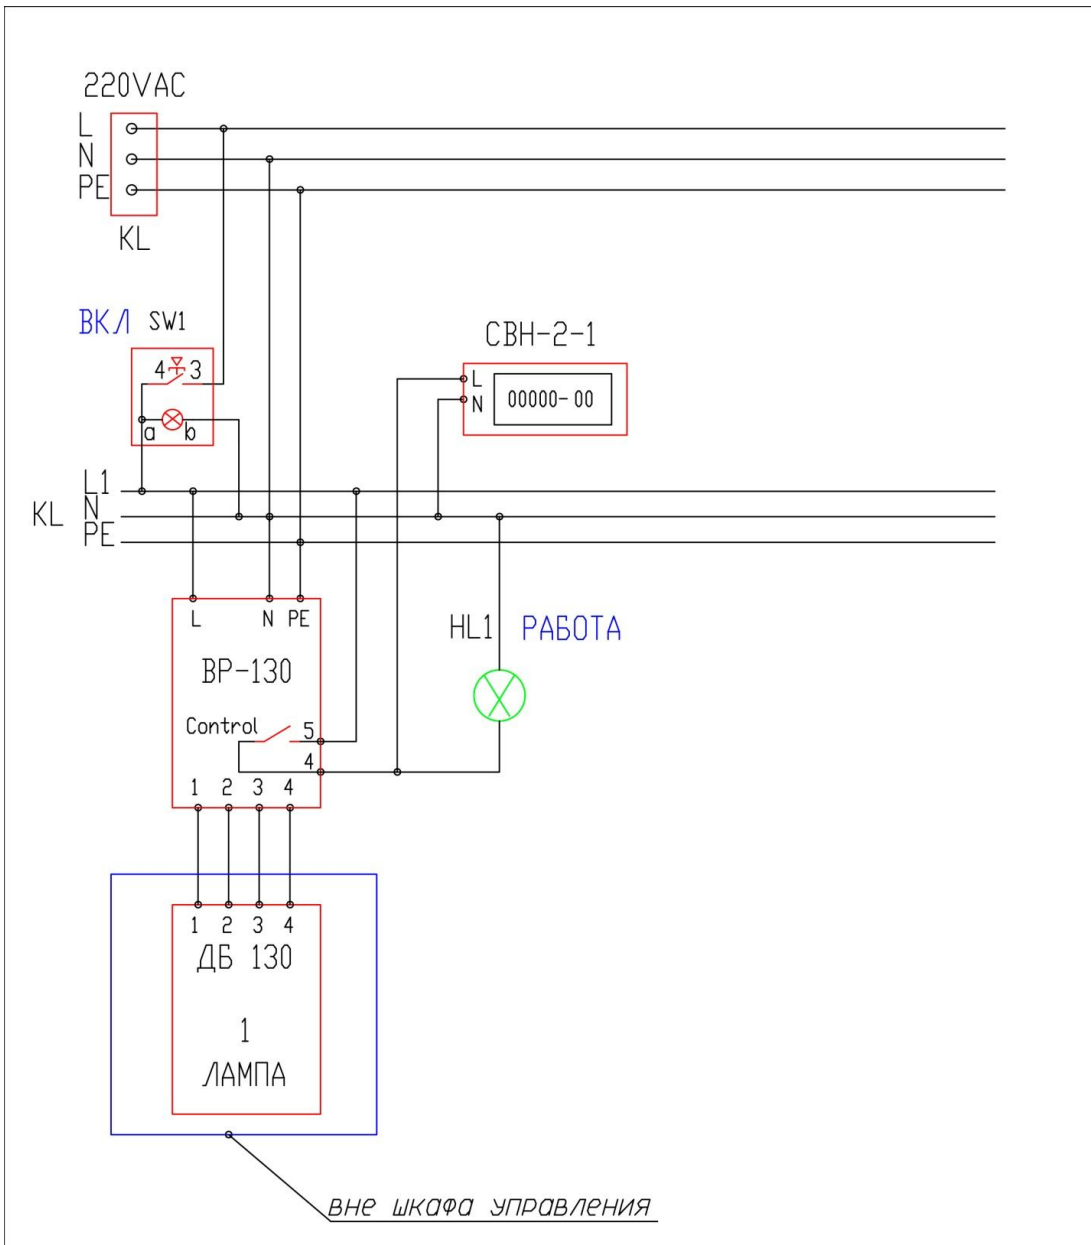 220VAC
L
N
PE
KL
ВКЛ SW1
4 3
a b
СВН-2-1
L
N
00000-00
L1
KL N
PE
L N PE
ВР-130
HL1 РАБОТА
Control 5
4
1 2 3 4
1 2 3 4
ДБ 130
1
ЛАМПА
вне шкафа управления